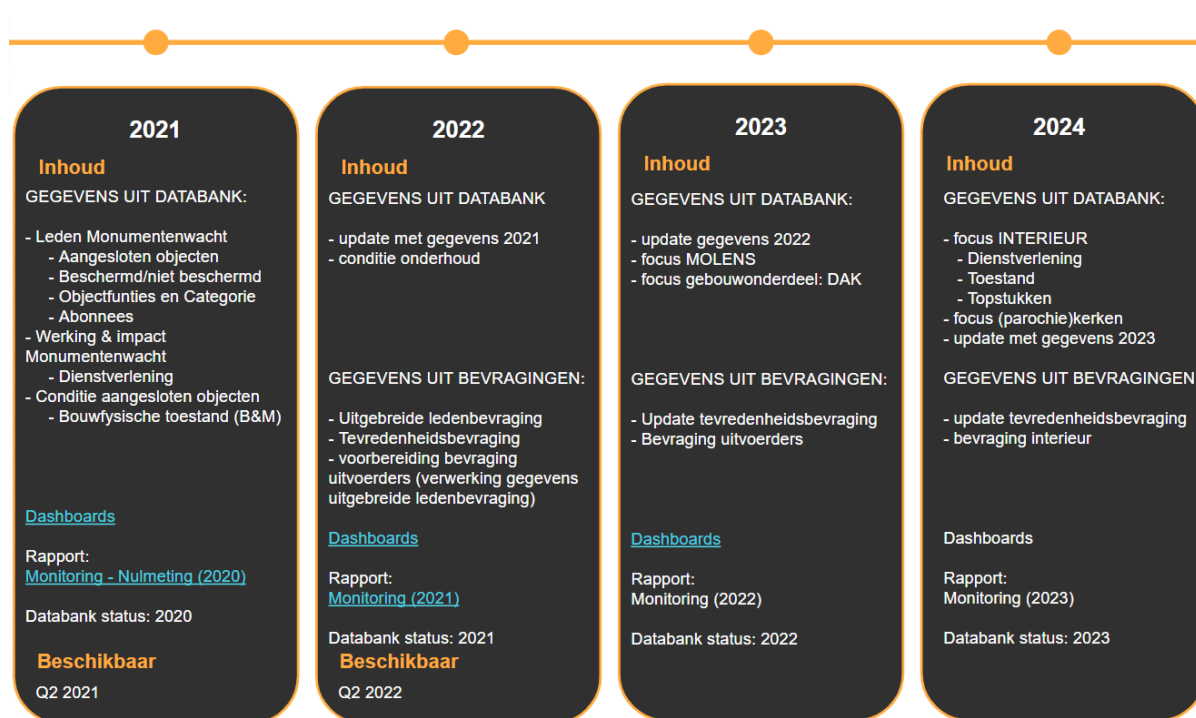 2021
Inhoud
GEGEVENS UIT DATABANK:
- Leden Monumentenwacht
- Aangesloten objecten
- Beschermd/niet beschermd
- Objectfunties en Categorie
- Abonnees
- Werking & impact
Monumentenwacht
- Dienstverlening
- Conditie aangesloten objecten
- Bouwfysische toestand (B&M)
Dashboards
Rapport:
Monitoring - Nulmeting (2020)
Databank status: 2020
Beschikbaar
Q2 2021
2022
Inhoud
GEGEVENS UIT DATABANK
- update met gegevens 2021
- conditie onderhoud
GEGEVENS UIT BEVRAGINGEN:
- Uitgebreide ledenbevraging
- Tevredenheidsbevraging
- voorbereiding bevraging
uitvoerders (verwerking gegevens
uitgebreide ledenbevraging)
Dashboards
Rapport:
Monitoring (2021)
Databank status: 2021
Beschikbaar
Q2 2022
2023
Inhoud
GEGEVENS UIT DATABANK:
- update gegevens 2022
- focus MOLENS
- focus gebouwonderdeel: DAK
GEGEVENS UIT BEVRAGINGEN:
- Update tevredenheidsbevraging
- Bevraging uitvoerders
Dashboards
Rapport:
Monitoring (2022)
Databank status: 2022
2024
Inhoud
GEGEVENS UIT DATABANK:
- focus INTERIEUR
- Dienstverlening
- Toestand
- Topstukken
- focus (parochie)kerken
- update met gegevens 2023
GEGEVENS UIT BEVRAGINGEN
- update tevredenheidsbevraging
- bevraging interieur
Dashboards
Rapport:
Monitoring (2023)
Databank status: 2023